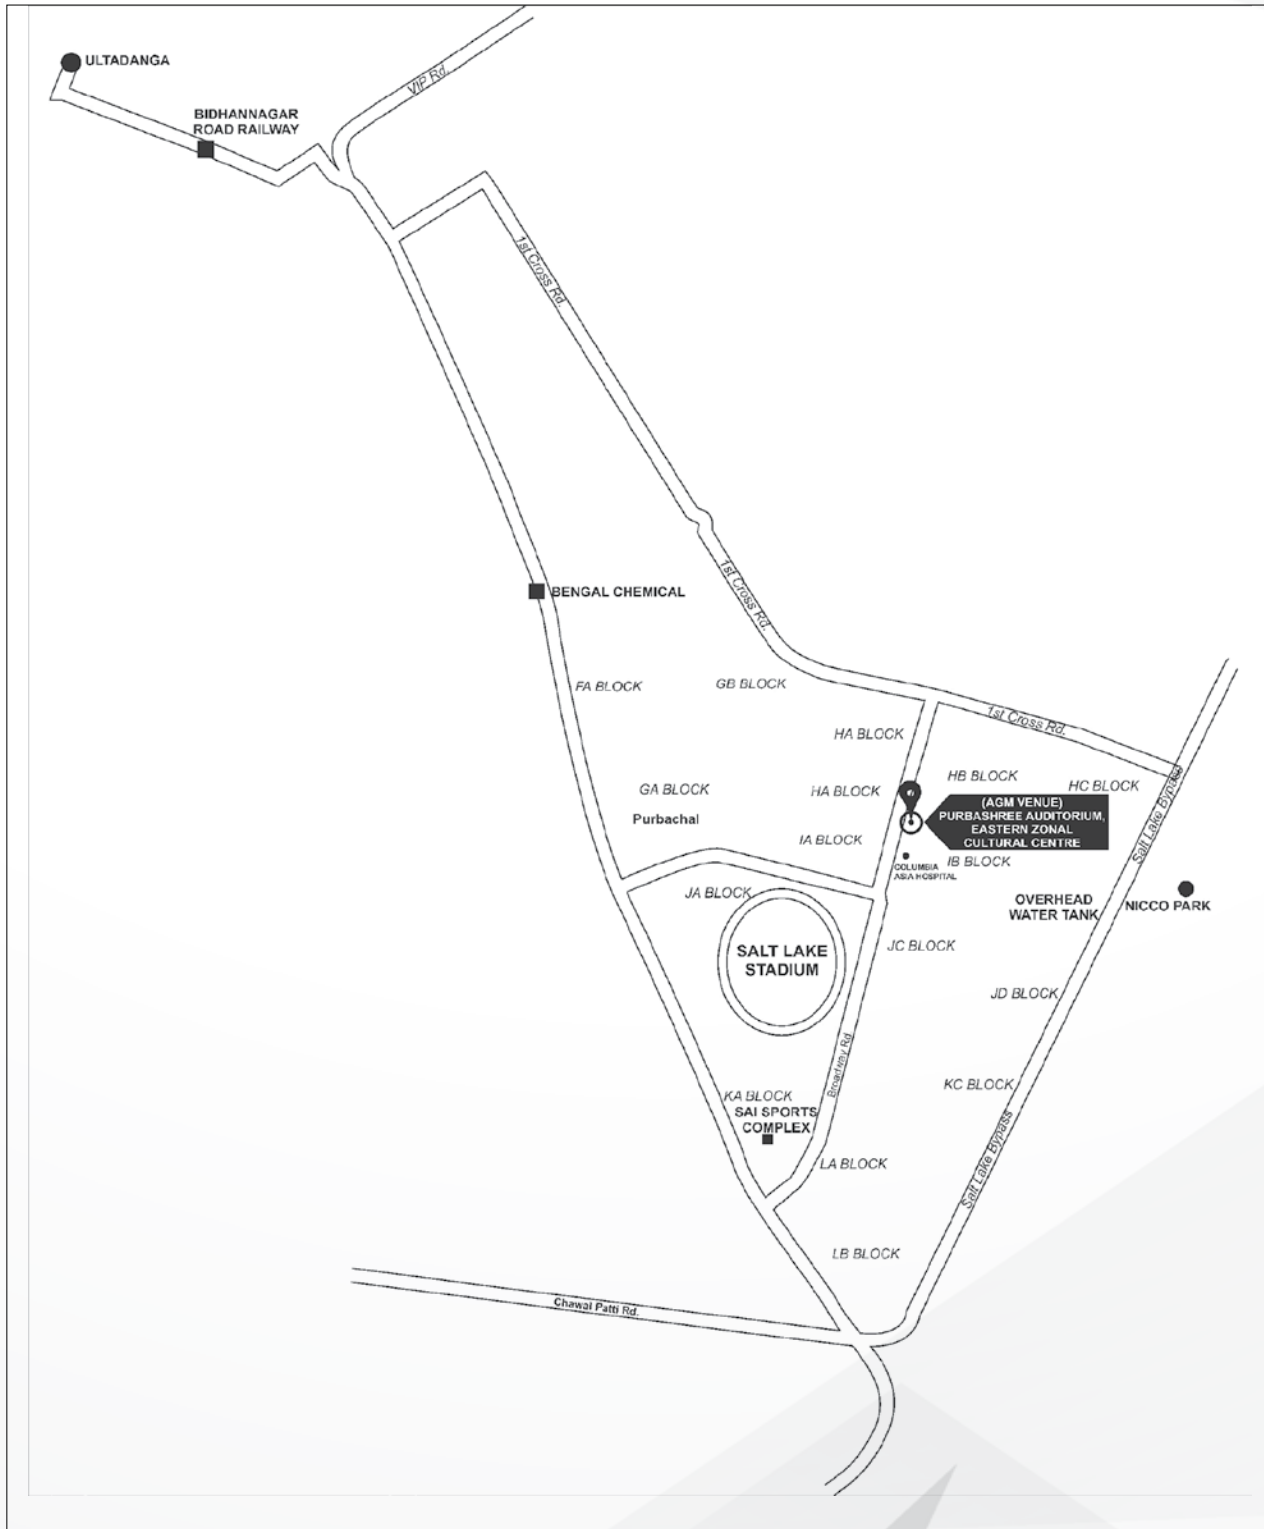 ULTADANGA
VIP Rd.
BIDHANNAGAR
ROAD RAILWAY
1st Cross Rd.
BENGAL CHEMICAL
1st Cross Rd.
FA BLOCK
GB BLOCK
1st Cross Rd.
HA BLOCK
HB BLOCK
HC BLOCK
GA BLOCK
HA BLOCK
(AGM VENUE)
PURBASHREE AUDITORIUM,
EASTERN ZONAL
CULTURAL CENTRE
Purbachal
IA BLOCK
Salt Lake Bypass
IB BLOCK
COLUMBIA
ASIA HOSPITAL
JA BLOCK
OVERHEAD
WATER TANK
NICCO PARK
SALT LAKE
STADIUM
JC BLOCK
JD BLOCK
Broadway Rd.
KC BLOCK
KA BLOCK
SAI SPORTS
COMPLEX
Salt Lake Bypass
LA BLOCK
LB BLOCK
Chawal Patti Rd.